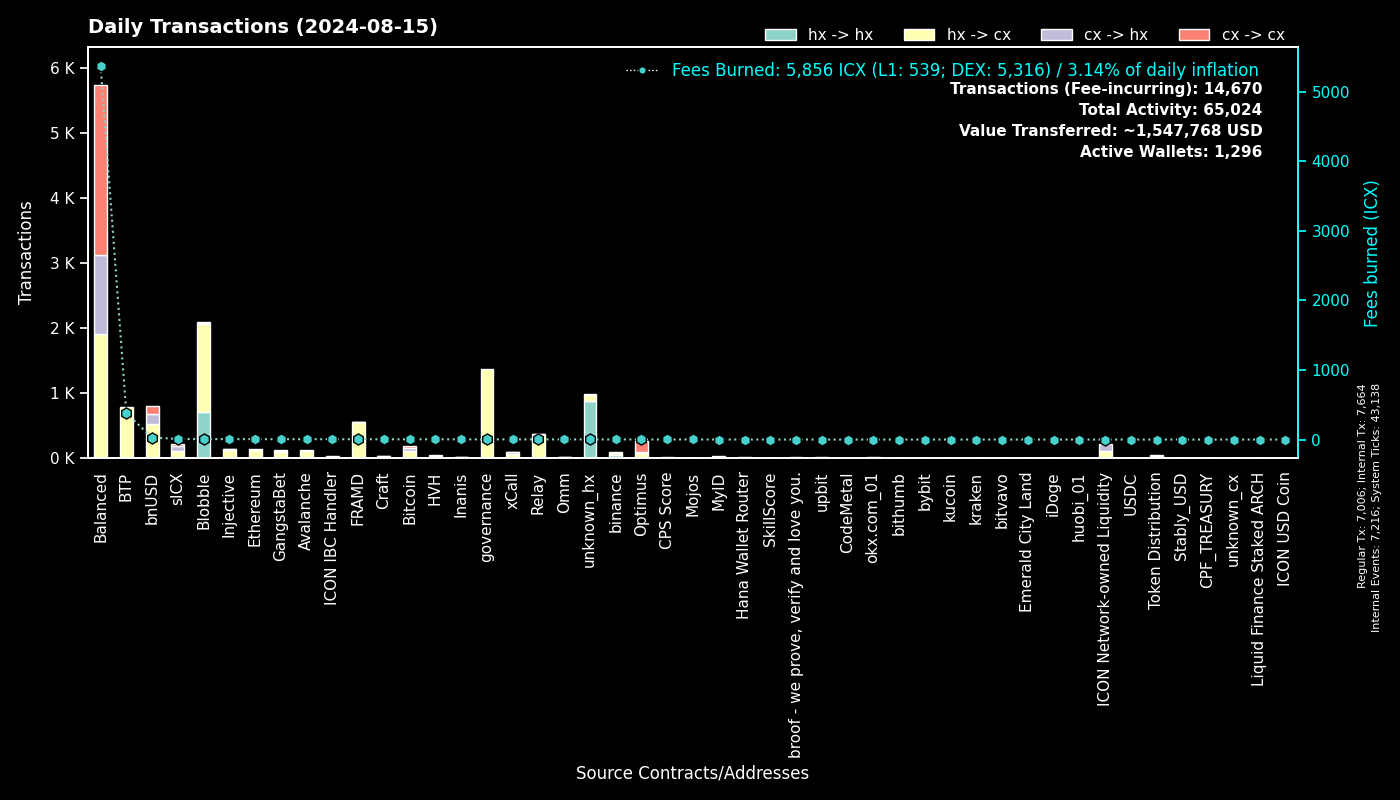 Daily Transactions (2024-08-15)
hx -> hx
hx -> cx
cx -> hx
cx -> cx
Fees Burned: 5,856 ICX (L1: 539; DEX: 5,316) / 3.14% of daily inflation
Transactions (Fee-incurring): 14,670
Total Activity: 65,024
Value Transferred: ~1,547,768 USD
Active Wallets: 1,296
Transactions
6 K
5 K
4 K
3 K
2 K
1 K
0 K
5000
4000
3000
2000
1000
0
Fees burned (ICX)
Regular Tx: 7,006; Internal Tx: 7,664
Internal Events: 7,216; System Ticks: 43,138
Balanced
BTP
bnUSD
sICX
Blobble
Injective
Ethereum
GangstaBet
Avalanche
ICON IBC Handler
FRAMD
Craft
Bitcoin
HVH
Inanis
governance
xCall
Relay
Omm
unknown_hx
binance
Optimus
CPS Score
Mojos
MyID
Hana Wallet Router
SkillScore
broof - we prove, verify and love you.
upbit
CodeMetal
okx.com_01
bithumb
bybit
kucoin
kraken
bitvavo
Emerald City Land
iDoge
huobi_01
ICON Network-owned Liquidity
USDC
Token Distribution
Stably_USD
CPF_TREASURY
unknown_cx
Liquid Finance Staked ARCH
ICON USD Coin
Source Contracts/Addresses